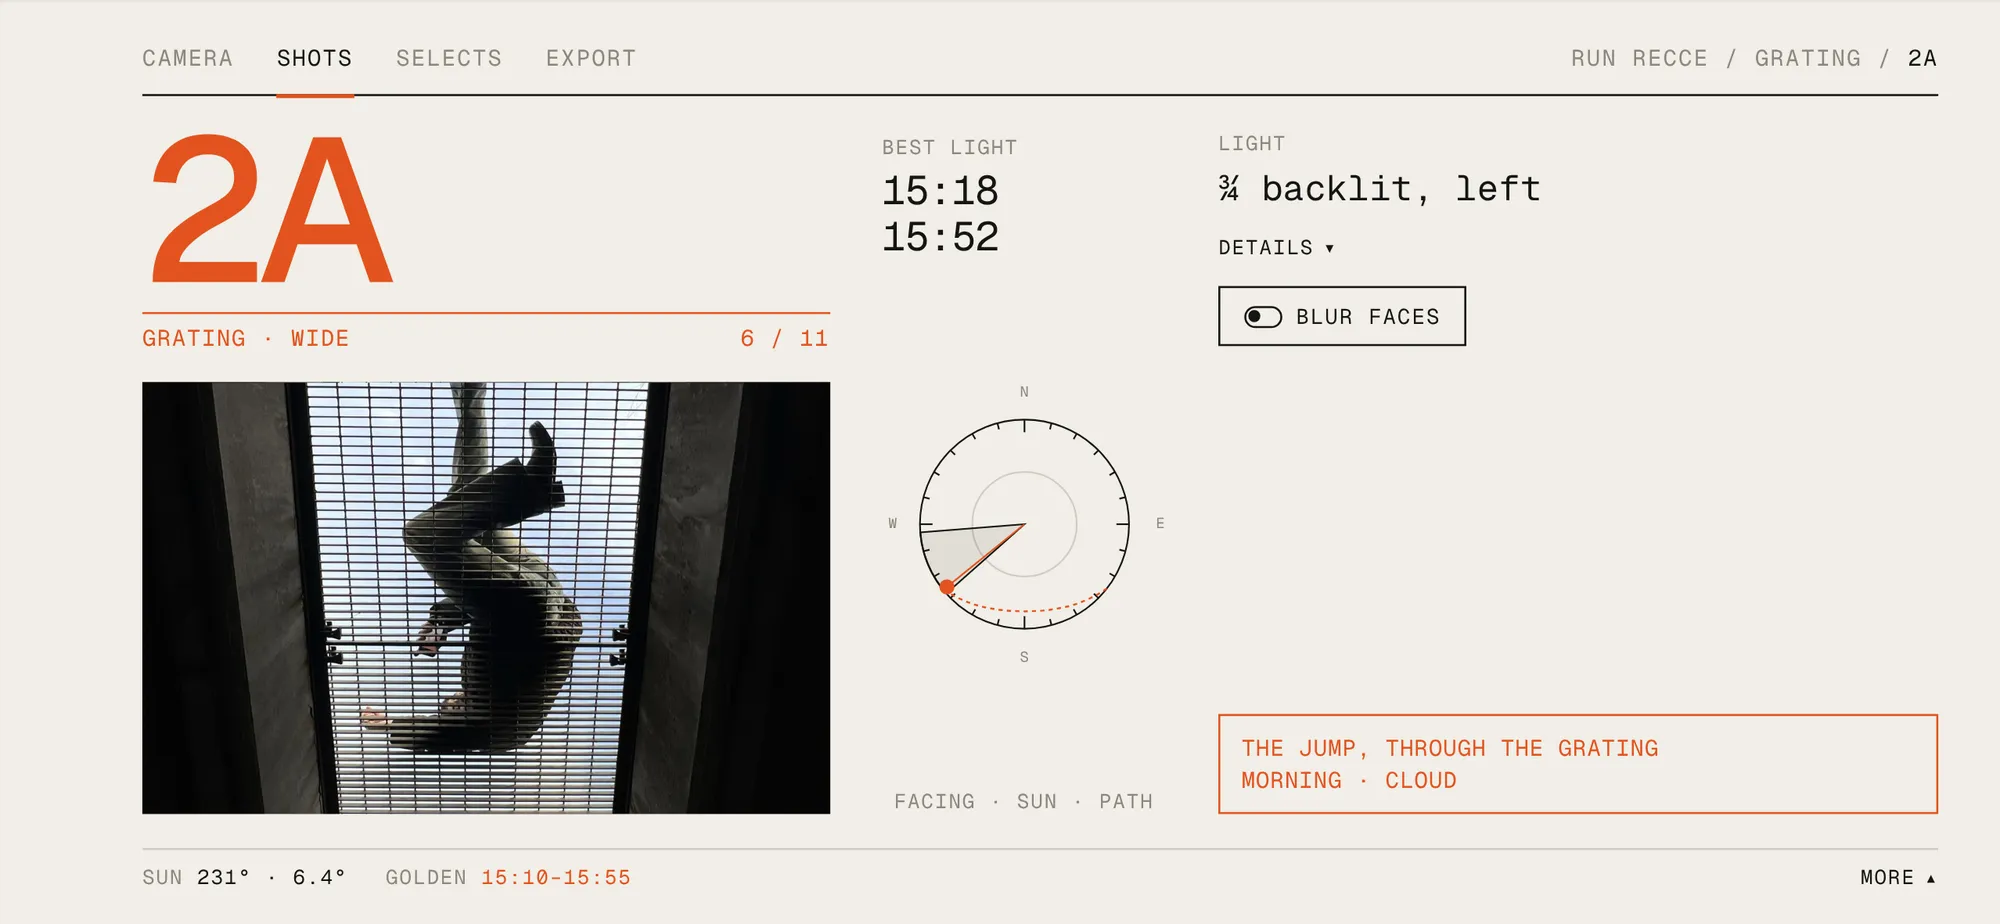 CAMERA SHOTS SELECTS EXPORT
RUN RECCE / GRATING / 2A
2A
GRATING · WIDE
6 / 11
BEST LIGHT
15:18
15:52
LIGHT
¾ backlit, left
DETAILS ▾
BLUR FACES
N
W
E
S
FACING · SUN · PATH
THE JUMP, THROUGH THE GRATING
MORNING · CLOUD
SUN 231° · 6.4° GOLDEN 15:10–15:55
MORE ▴